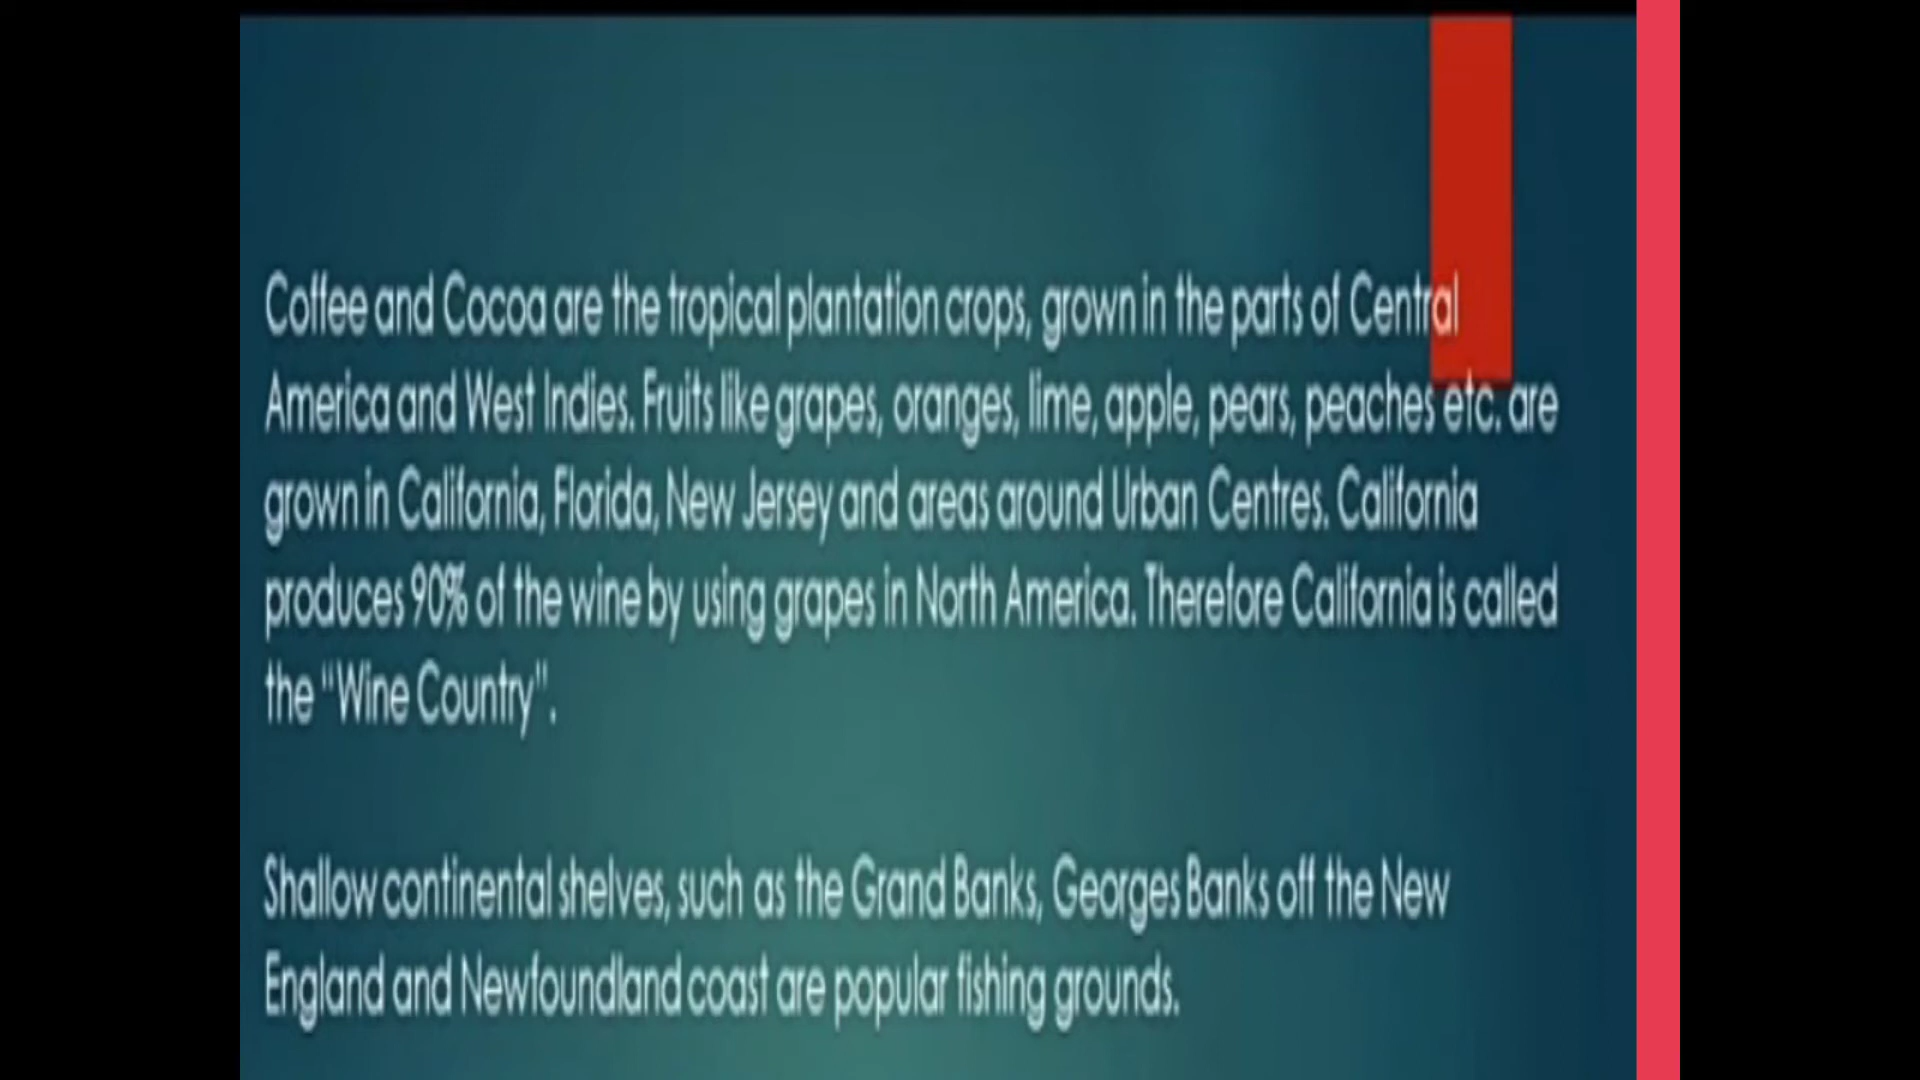 Coffee and Cocoa are the tropical plantation crops, grown in the parts of Central
America and West Indies. Fruits like grapes, oranges, lime, apple, pears, peaches etc. are
grown in California, Florida, New Jersey and areas around Urban Centres. California
produces 90% of the wine by using grapes in North America. Therefore California is called
the "Wine Country".
Shallow continental shelves, such as the Grand Banks, Georges Banks off the New
England and Newfoundland coast are popular fishing grounds.